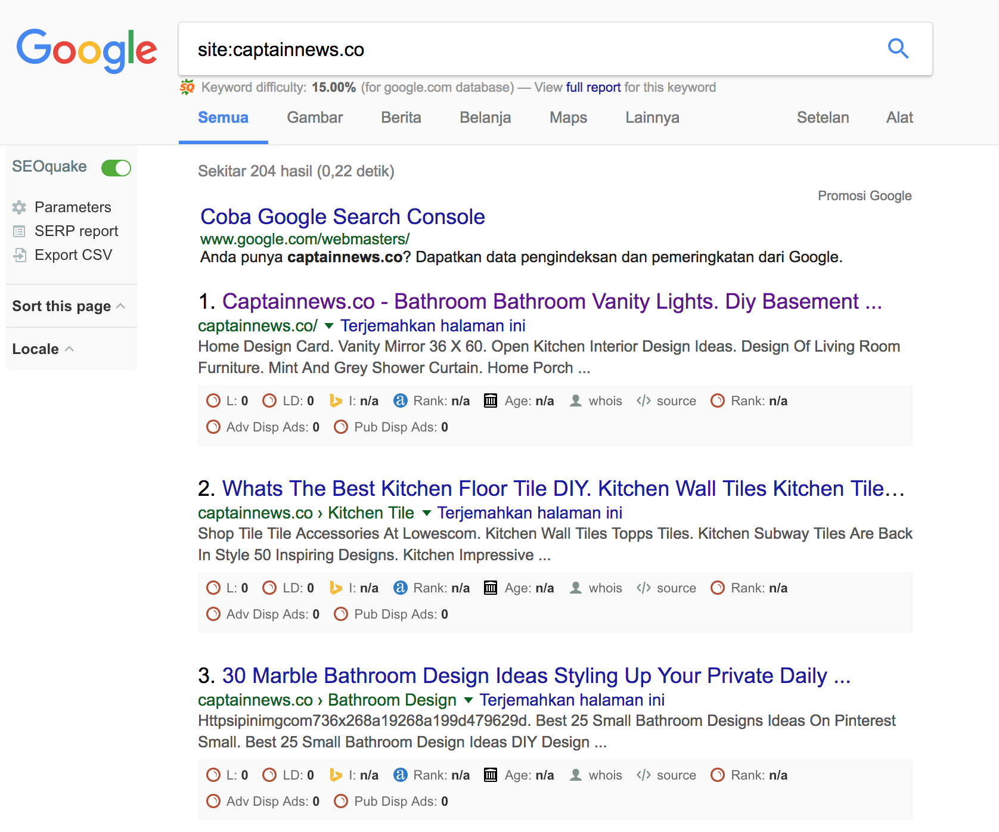 Google
site:captainnews.co
SQ Keyword difficulty: 15.00% (for google.com database) — View full report for this keyword
Semua Gambar Berita Belanja Maps Lainnya Setelan Alat
SEOquake
Parameters
SERP report
Export CSV
Sort this page
Locale
Sekitar 204 hasil (0,22 detik)
Promosi Google
Coba Google Search Console
www.google.com/webmasters/
Anda punya captainnews.co? Dapatkan data pengindeksan dan pemeringkatan dari Google.
1. Captainnews.co - Bathroom Bathroom Vanity Lights. Diy Basement ...
captainnews.co/ Terjemahkan halaman ini
Home Design Card. Vanity Mirror 36 X 60. Open Kitchen Interior Design Ideas. Design Of Living Room
Furniture. Mint And Grey Shower Curtain. Home Porch ...
L: 0 LD: 0 I: n/a a Rank: n/a Age: n/a whois </> source Rank: n/a
Adv Disp Ads: 0 Pub Disp Ads: 0
2. Whats The Best Kitchen Floor Tile DIY. Kitchen Wall Tiles Kitchen Tile...
captainnews.co › Kitchen Tile Terjemahkan halaman ini
Shop Tile Tile Accessories At Lowescom. Kitchen Wall Tiles Topps Tiles. Kitchen Subway Tiles Are Back
In Style 50 Inspiring Designs. Kitchen Impressive ...
L: 0 LD: 0 I: n/a a Rank: n/a Age: n/a whois </> source Rank: n/a
Adv Disp Ads: 0 Pub Disp Ads: 0
3. 30 Marble Bathroom Design Ideas Styling Up Your Private Daily ...
captainnews.co › Bathroom Design Terjemahkan halaman ini
Httpsipinimgcom736x268a19268a199d479629d. Best 25 Small Bathroom Designs Ideas On Pinterest
Small. Best 25 Small Bathroom Design Ideas DIY Design ...
L: 0 LD: 0 I: n/a a Rank: n/a Age: n/a whois </> source Rank: n/a
Adv Disp Ads: 0 Pub Disp Ads: 0